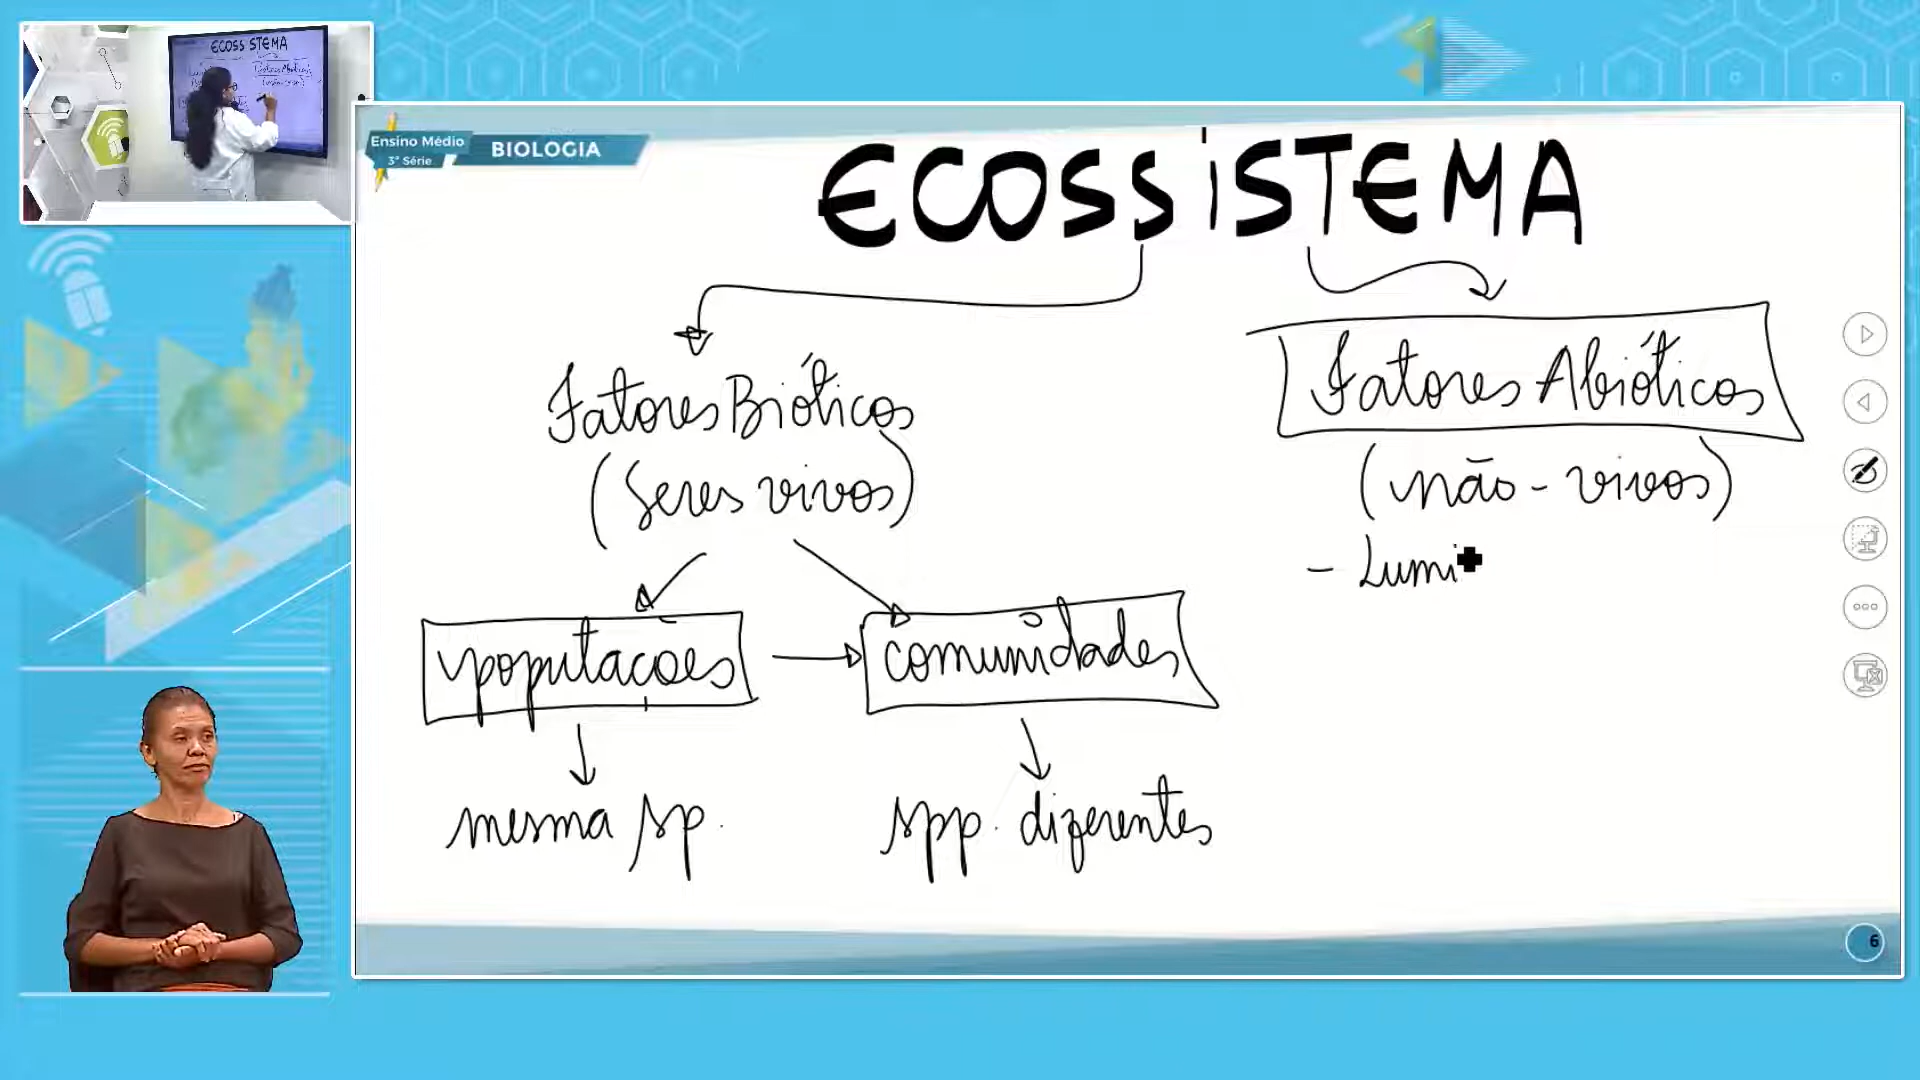 Ensino Médio
3ª Série
BIOLOGIA
ECOSSiSTEMA
Fatores Bióticos
(Seres vivos)
Fatores Abióticos
(não-vivos)
- Lumi
populações
comunidades
mesma sp.
spp. diferentes
6
ECOSSISTEMA